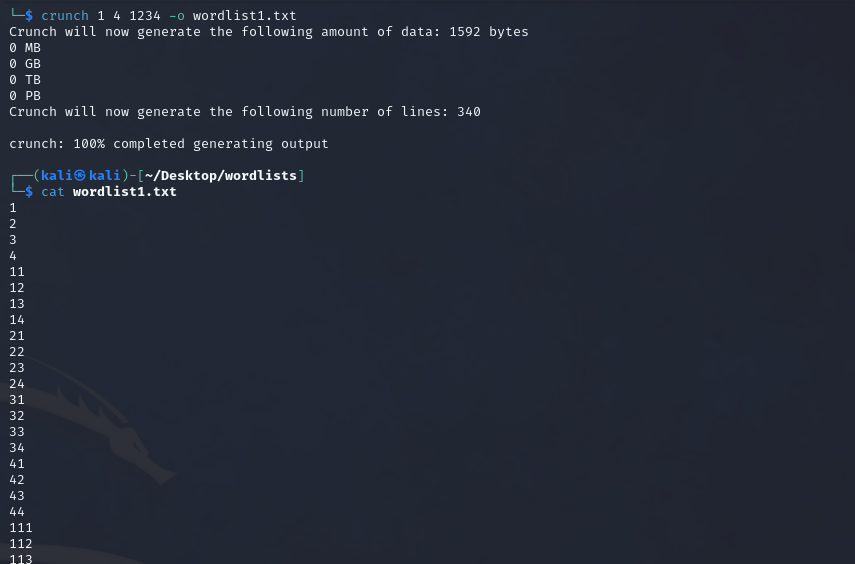 └─$ crunch 1 4 1234 -o wordlist1.txt
Crunch will now generate the following amount of data: 1592 bytes
0 MB
0 GB
0 TB
0 PB
Crunch will now generate the following number of lines: 340
crunch: 100% completed generating output
┌──(kali㉿kali)-[~/Desktop/wordlists]
└─$ cat wordlist1.txt
1
2
3
4
11
12
13
14
21
22
23
24
31
32
33
34
41
42
43
44
111
112
113